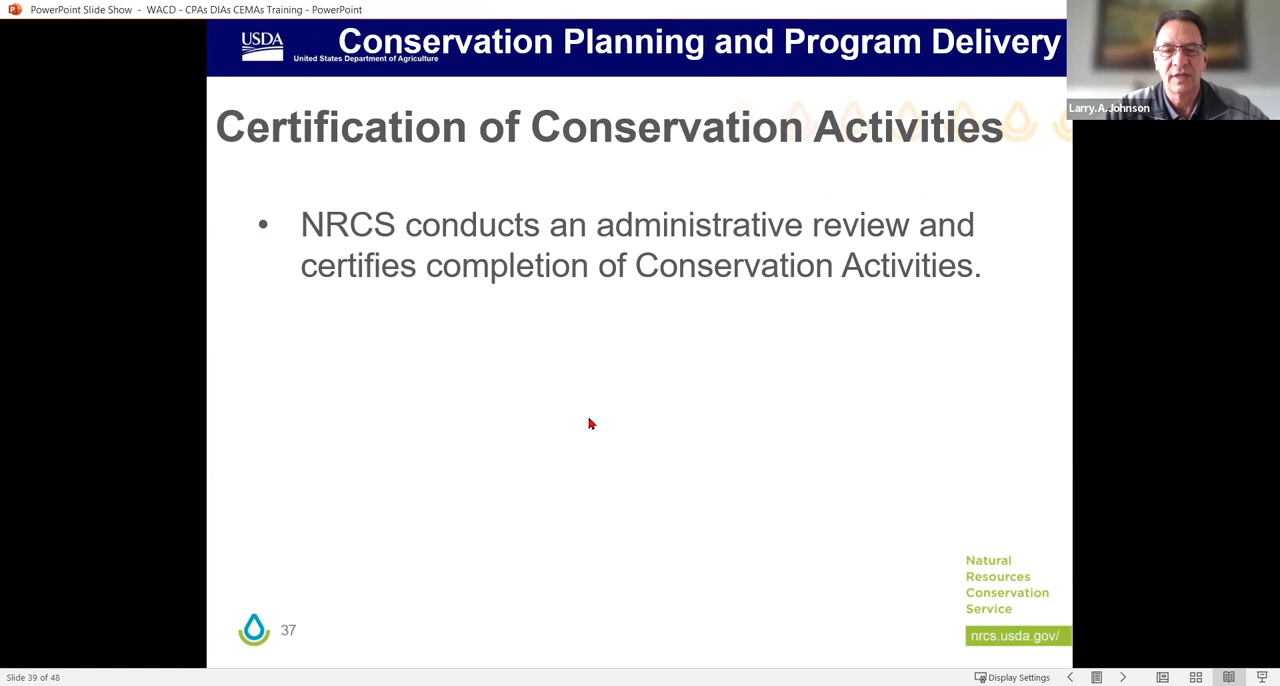 PowerPoint Slide Show - WACD - CPAs DIAs CEMAs Training - PowerPoint
USDA
United States Department of Agriculture
Conservation Planning and Program Delivery
Larry.A.Johnson
Certification of Conservation Activities
• NRCS conducts an administrative review and
certifies completion of Conservation Activities.
Natural
Resources
Conservation
Service
nrcs.usda.gov/
37
Slide 39 of 48
Display Settings